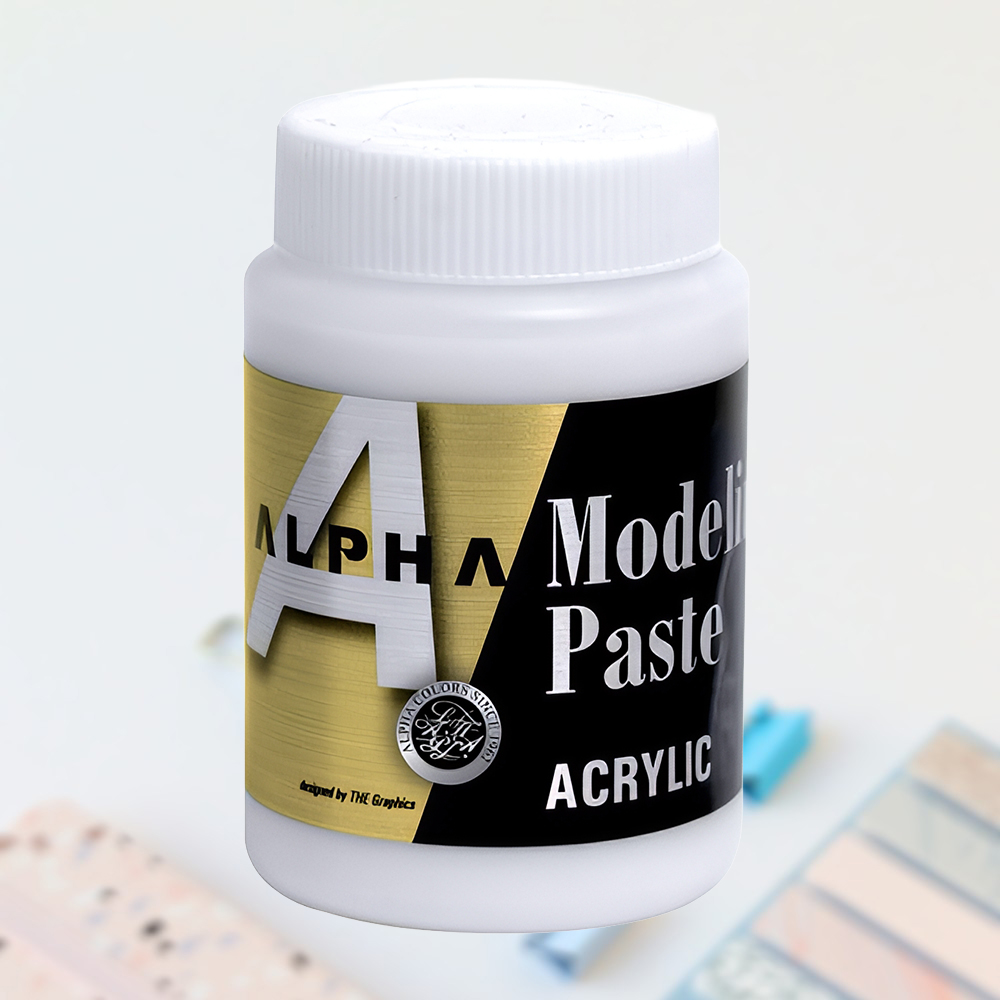 ALPHA
Modeli
Paste
ACRYLIC
ALPHA COLORS SINCE
designed by THE Graphics